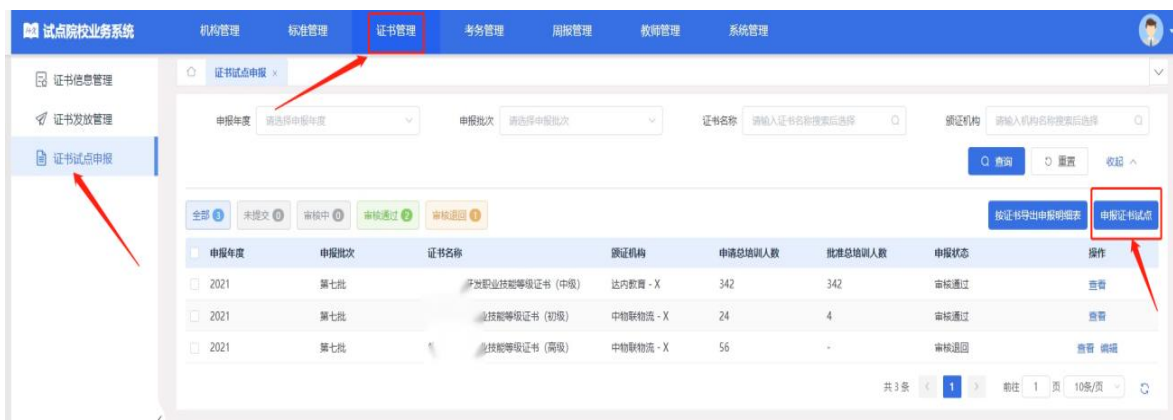 试点院校业务系统 机构管理 标准管理 证书管理 考务管理 周报管理 教师管理 系统管理
证书信息管理
证书发放管理
证书试点申报
证书试点申报 ×
申报年度 请选择申报年度 申报批次 请选择申报批次 证书名称 请输入证书名称搜索后选择 颁证机构 请输入机构名称搜索后选择
查询 重置 收起
全部 3 未提交 0 审核中 0 审核通过 2 审核退回 1 按证书导出申报明细表 申报证书试点
申报年度 申报批次 证书名称 颁证机构 申请总培训人数 批准总培训人数 申报状态 操作
2021 第七批 开发职业技能等级证书（中级） 达内教育 - X 342 342 审核通过 查看
2021 第七批 业技能等级证书（初级） 中物联物流 - X 24 4 审核通过 查看
2021 第七批 业技能等级证书（高级） 中物联物流 - X 56 - 审核退回 查看 编辑
共 3 条 1 前往 1 页 10条/页